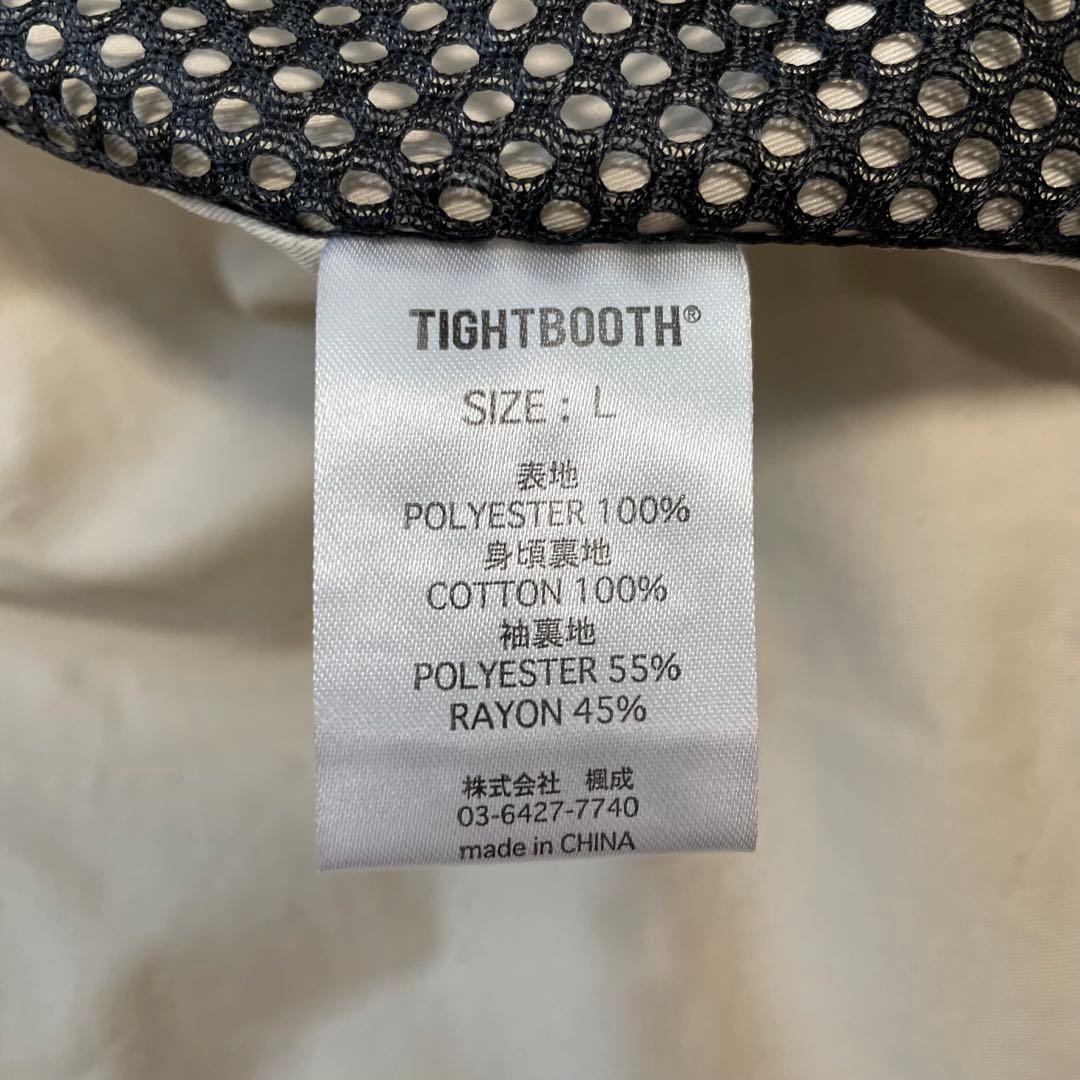 TIGHTBOOTH®
SIZE : L
表地
POLYESTER 100%
身頃裏地
COTTON 100%
袖裏地
POLYESTER 55%
RAYON 45%
株式会社 楓成
03-6427-7740
made in CHINA